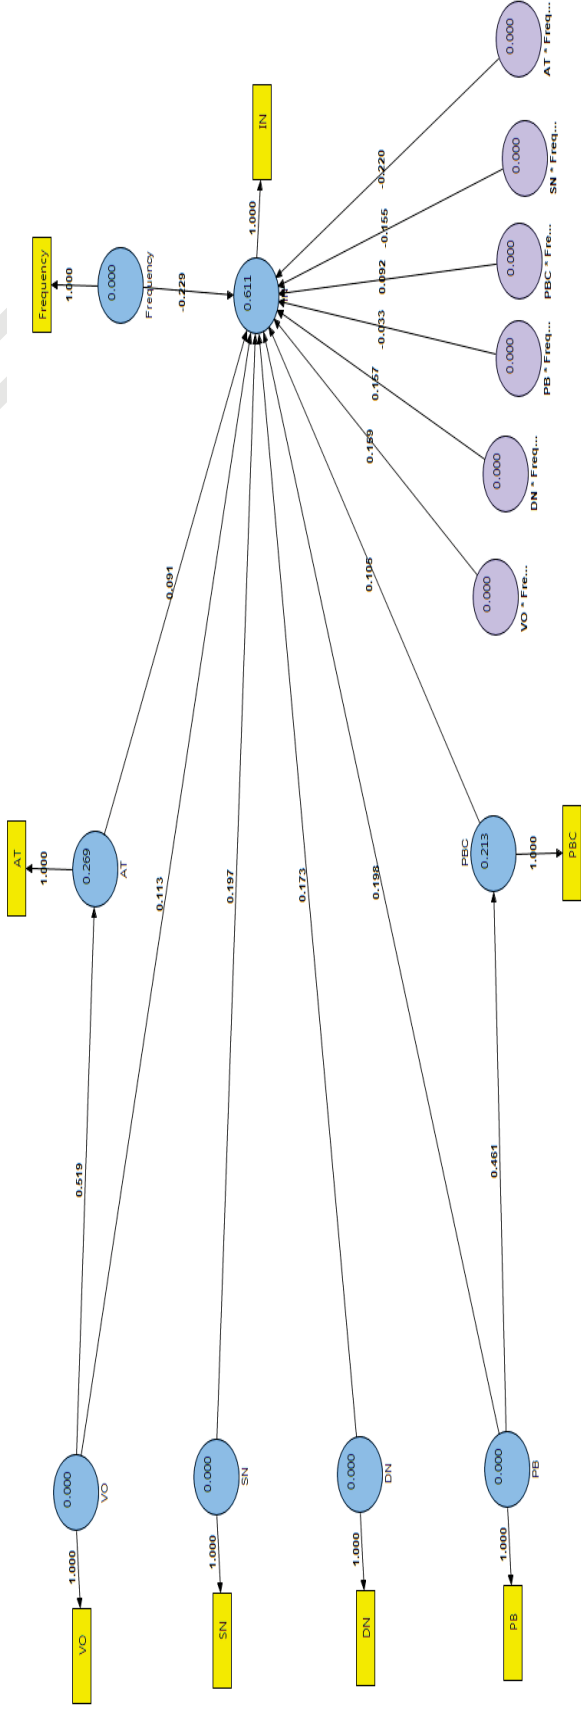 AT
Frequency
1.000
1.000
VO
1.000
0.000
VO
0.519
0.269
AT
0.000
Frequency
0.091
-0.229
0.113
SN
1.000
0.000
SN
0.197
0.611
1.000
IN
DN
1.000
0.000
DN
0.173
0.198
0.157
-0.033
0.092
-0.155
-0.220
PB
1.000
0.000
PB
0.461
PBC
0.213
1.000
PBC
0.000
VO * Fre...
0.000
DN * Freq...
0.000
PB * Freq...
0.000
PBC * Fre...
0.000
SN * Freq...
0.000
AT * Freq...